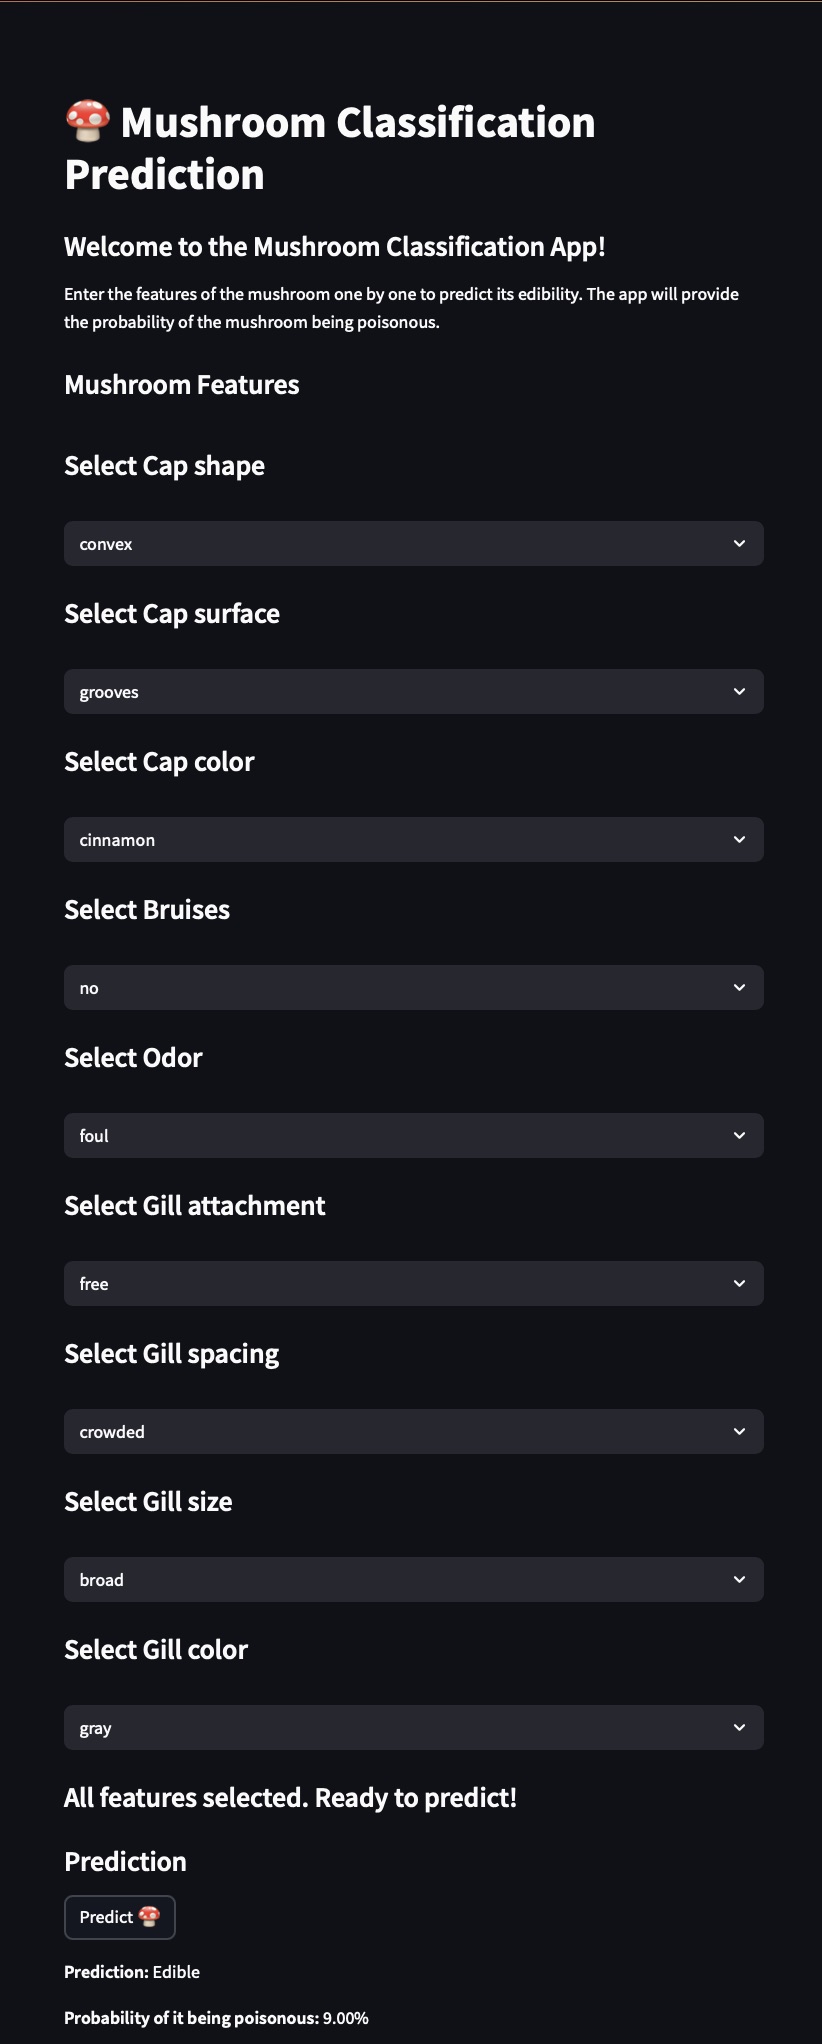 Mushroom Classification
Prediction
Welcome to the Mushroom Classification App!
Enter the features of the mushroom one by one to predict its edibility. The app will provide
the probability of the mushroom being poisonous.
Mushroom Features
Select Cap shape
convex
Select Cap surface
grooves
Select Cap color
cinnamon
Select Bruises
no
Select Odor
foul
Select Gill attachment
free
Select Gill spacing
crowded
Select Gill size
broad
Select Gill color
gray
All features selected. Ready to predict!
Prediction
Predict
Prediction: Edible
Probability of it being poisonous: 9.00%